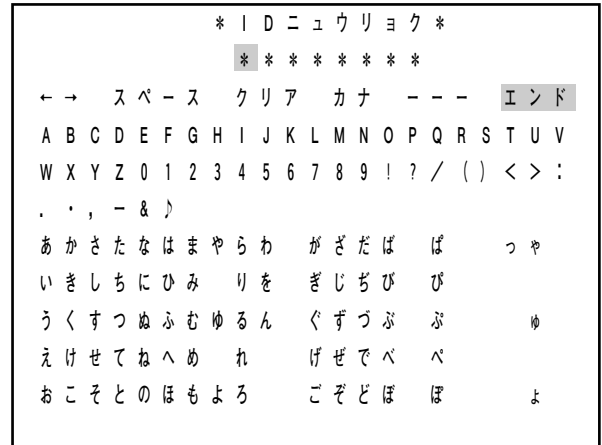 *IDニュウリョク*
********
←→ スペース クリア カナ ーーー エンド
ABCDEFGHIJKLMNOPQRSTUV
WXYZ0123456789!?/()<>:
.・,ー&♪
あかさたなはまやらわ がざだば ぱ っゃ
いきしちにひみ りを ぎじぢび ぴ
うくすつぬふむゆるん ぐずづぶ ぷ ゅ
えけせてねへめ れ げぜでべ ぺ
おこそとのほもよろ ごぞどぼ ぽ ょ